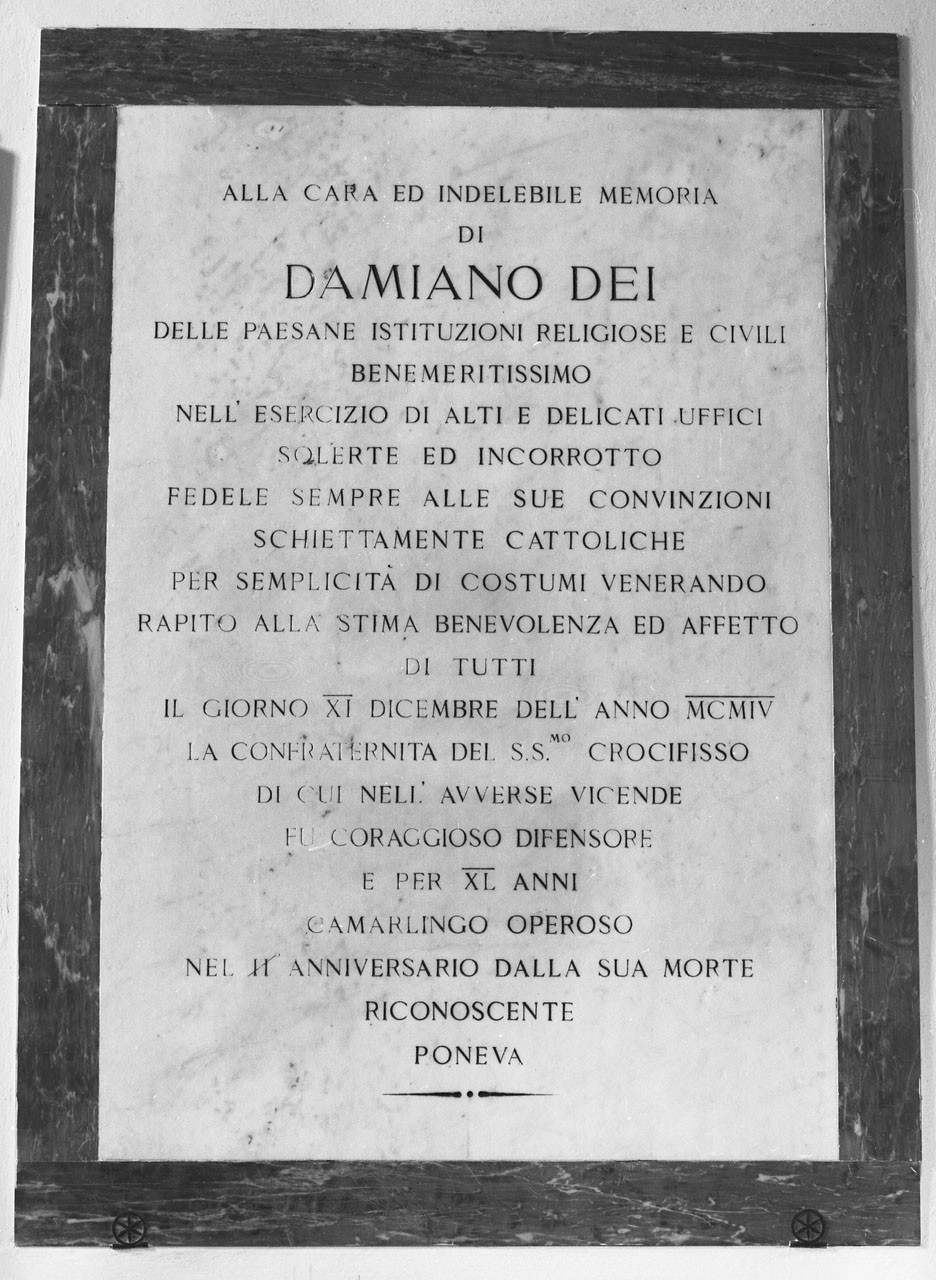 ALLA CARA ED INDELEBILE MEMORIA
DI
DAMIANO DEI
DELLE PAESANE ISTITUZIONI RELIGIOSE E CIVILI
BENEMERITISSIMO
NELL' ESERCIZIO DI ALTI E DELICATI UFFICI
SOLERTE ED INCORROTTO
FEDELE SEMPRE ALLE SUE CONVINZIONI
SCHIETTAMENTE CATTOLICHE
PER SEMPLICITÀ DI COSTUMI VENERANDO
RAPITO ALLA STIMA BENEVOLENZA ED AFFETTO
DI TUTTI
IL GIORNO XI DICEMBRE DELL' ANNO MCMIV
LA CONFRATERNITA DEL S.S.MO CROCIFISSO
DI CUI NELL' AVVERSE VICENDE
FU CORAGGIOSO DIFENSORE
E PER XL ANNI
CAMARLINGO OPEROSO
NEL II° ANNIVERSARIO DALLA SUA MORTE
RICONOSCENTE
PONEVA